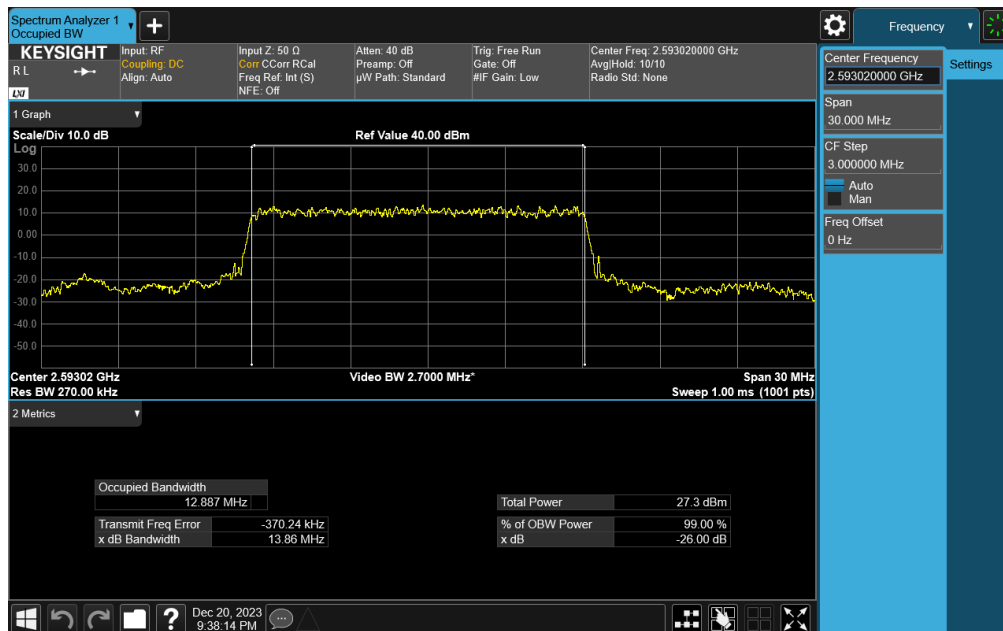 Spectrum Analyzer 1
Occupied BW
+
Frequency
KEYSIGHT
R L
LXI
Input: RF
Coupling: DC
Align: Auto
Input Z: 50 Ω
Corr CCorr RCal
Freq Ref: Int (S)
NFE: Off
Atten: 40 dB
Preamp: Off
µW Path: Standard
Trig: Free Run
Gate: Off
#IF Gain: Low
Center Freq: 2.593020000 GHz
Avg|Hold: 10/10
Radio Std: None
Center Frequency
2.593020000 GHz
Settings
Span
30.000 MHz
CF Step
3.000000 MHz
Auto
Man
Freq Offset
0 Hz
1 Graph
Scale/Div 10.0 dB
Ref Value 40.00 dBm
Log
30.0
20.0
10.0
0.00
-10.0
-20.0
-30.0
-40.0
-50.0
Center 2.59302 GHz
Video BW 2.7000 MHz*
Span 30 MHz
Res BW 270.00 kHz
Sweep 1.00 ms (1001 pts)
2 Metrics
Occupied Bandwidth
12.887 MHz
Total Power 27.3 dBm
Transmit Freq Error -370.24 kHz
% of OBW Power 99.00 %
x dB Bandwidth 13.86 MHz
x dB -26.00 dB
?
Dec 20, 2023
9:38:14 PM